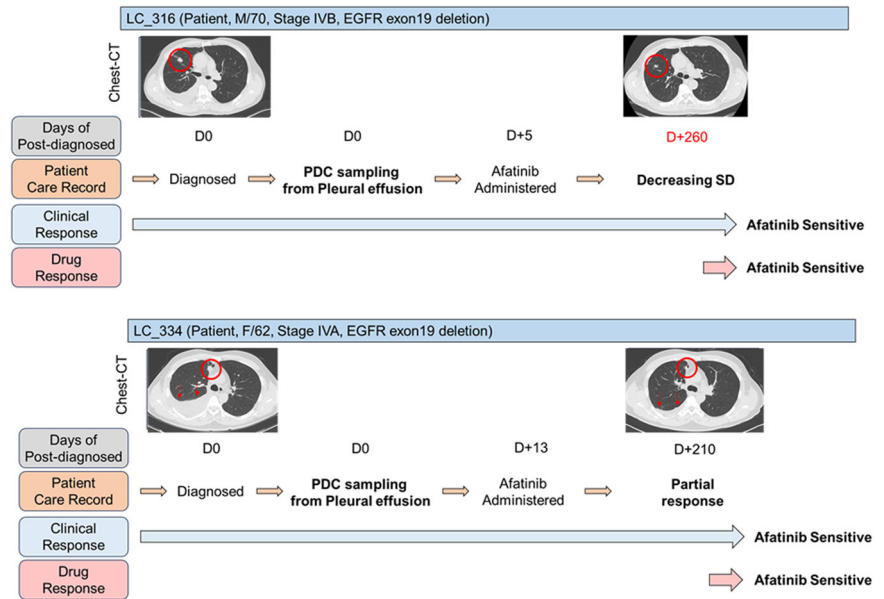 LC_316 (Patient, M/70, Stage IVB, EGFR exon19 deletion)
Chest-CT
Days of
Post-diagnosed
D0
D0
D+5
D+260
Patient
Care Record
Diagnosed
PDC sampling
from Pleural effusion
Afatinib
Administered
Decreasing SD
Clinical
Response
Afatinib Sensitive
Drug
Response
Afatinib Sensitive
LC_334 (Patient, F/62, Stage IVA, EGFR exon19 deletion)
Chest-CT
Days of
Post-diagnosed
D0
D0
D+13
D+210
Patient
Care Record
Diagnosed
PDC sampling
from Pleural effusion
Afatinib
Administered
Partial
response
Clinical
Response
Afatinib Sensitive
Drug
Response
Afatinib Sensitive